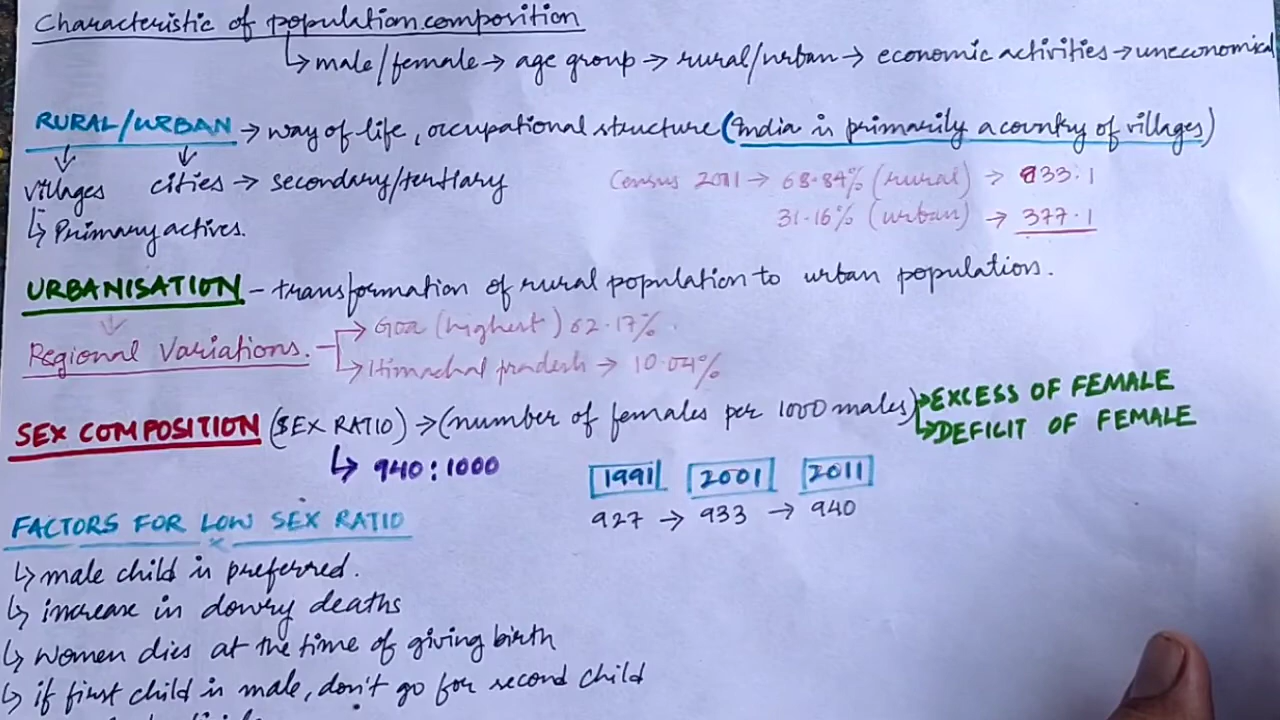 Characteristic of population composition
↳ male/female → age group → rural/urban → economic activities → uneconomical
RURAL/URBAN → way of life, occupational structure (India is primarily a country of villages)
villages cities → secondary/tertiary
↳ Primary actives.
Census 2011 → 68.84% (rural) → 833.1
31.16% (urban) → 377.1
URBANISATION - transformation of rural population to urban population.
Regional Variations. → Goa (highest) 62.17%
→ Himachal pradesh → 10.04%
SEX COMPOSITION (SEX RATIO) → (number of females per 1000 males) → EXCESS OF FEMALE
→ DEFICIT OF FEMALE
↳ 940:1000
1991 2001 2011
927 → 933 → 940
FACTORS FOR LOW SEX RATIO
↳ male child is preferred.
↳ increase in dowry deaths
↳ women dies at the time of giving birth
↳ if first child is male, don't go for second child